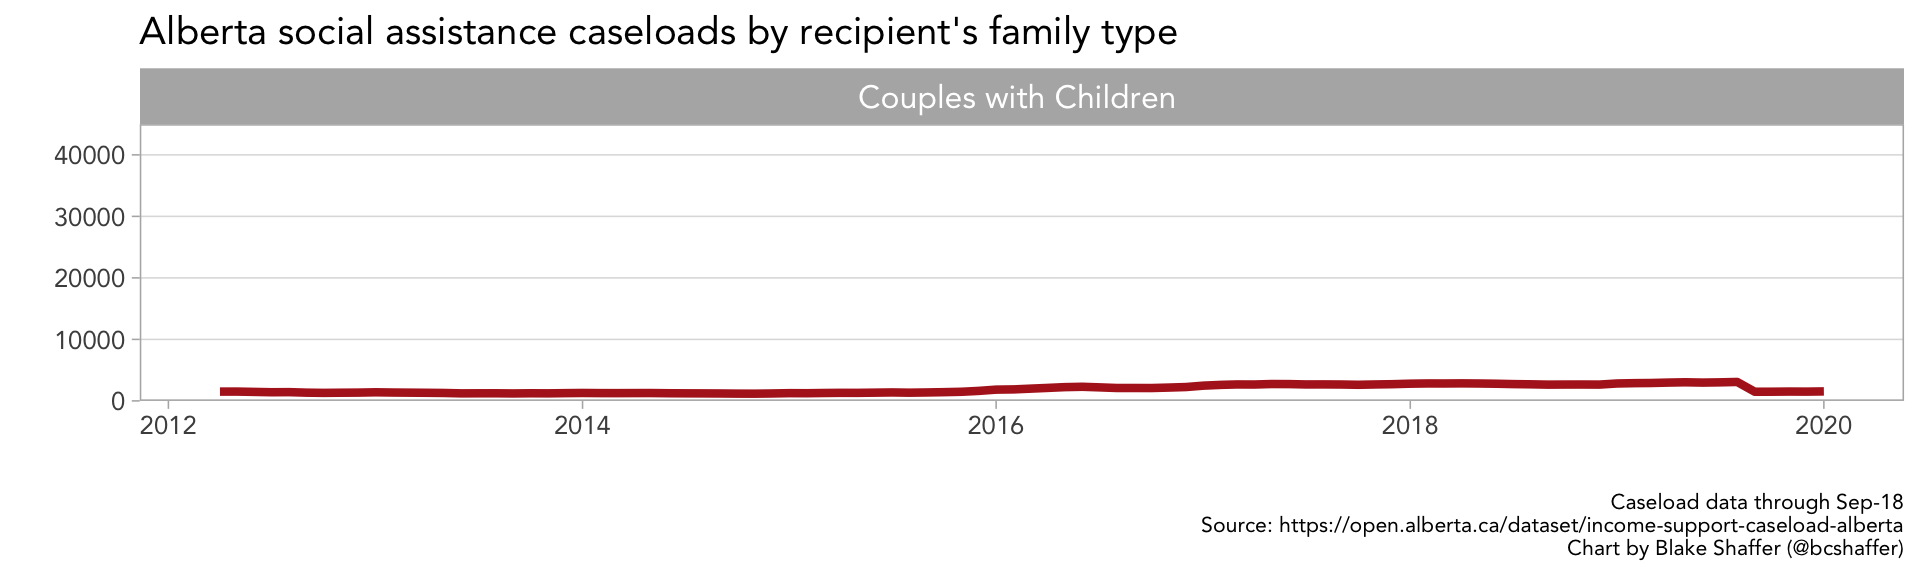 Alberta social assistance caseloads by recipient's family type
Couples with Children
40000
30000
20000
10000
0
2012 2014 2016 2018 2020
Caseload data through Sep-18
Source: https://open.alberta.ca/dataset/income-support-caseload-alberta
Chart by Blake Shaffer (@bcshaffer)